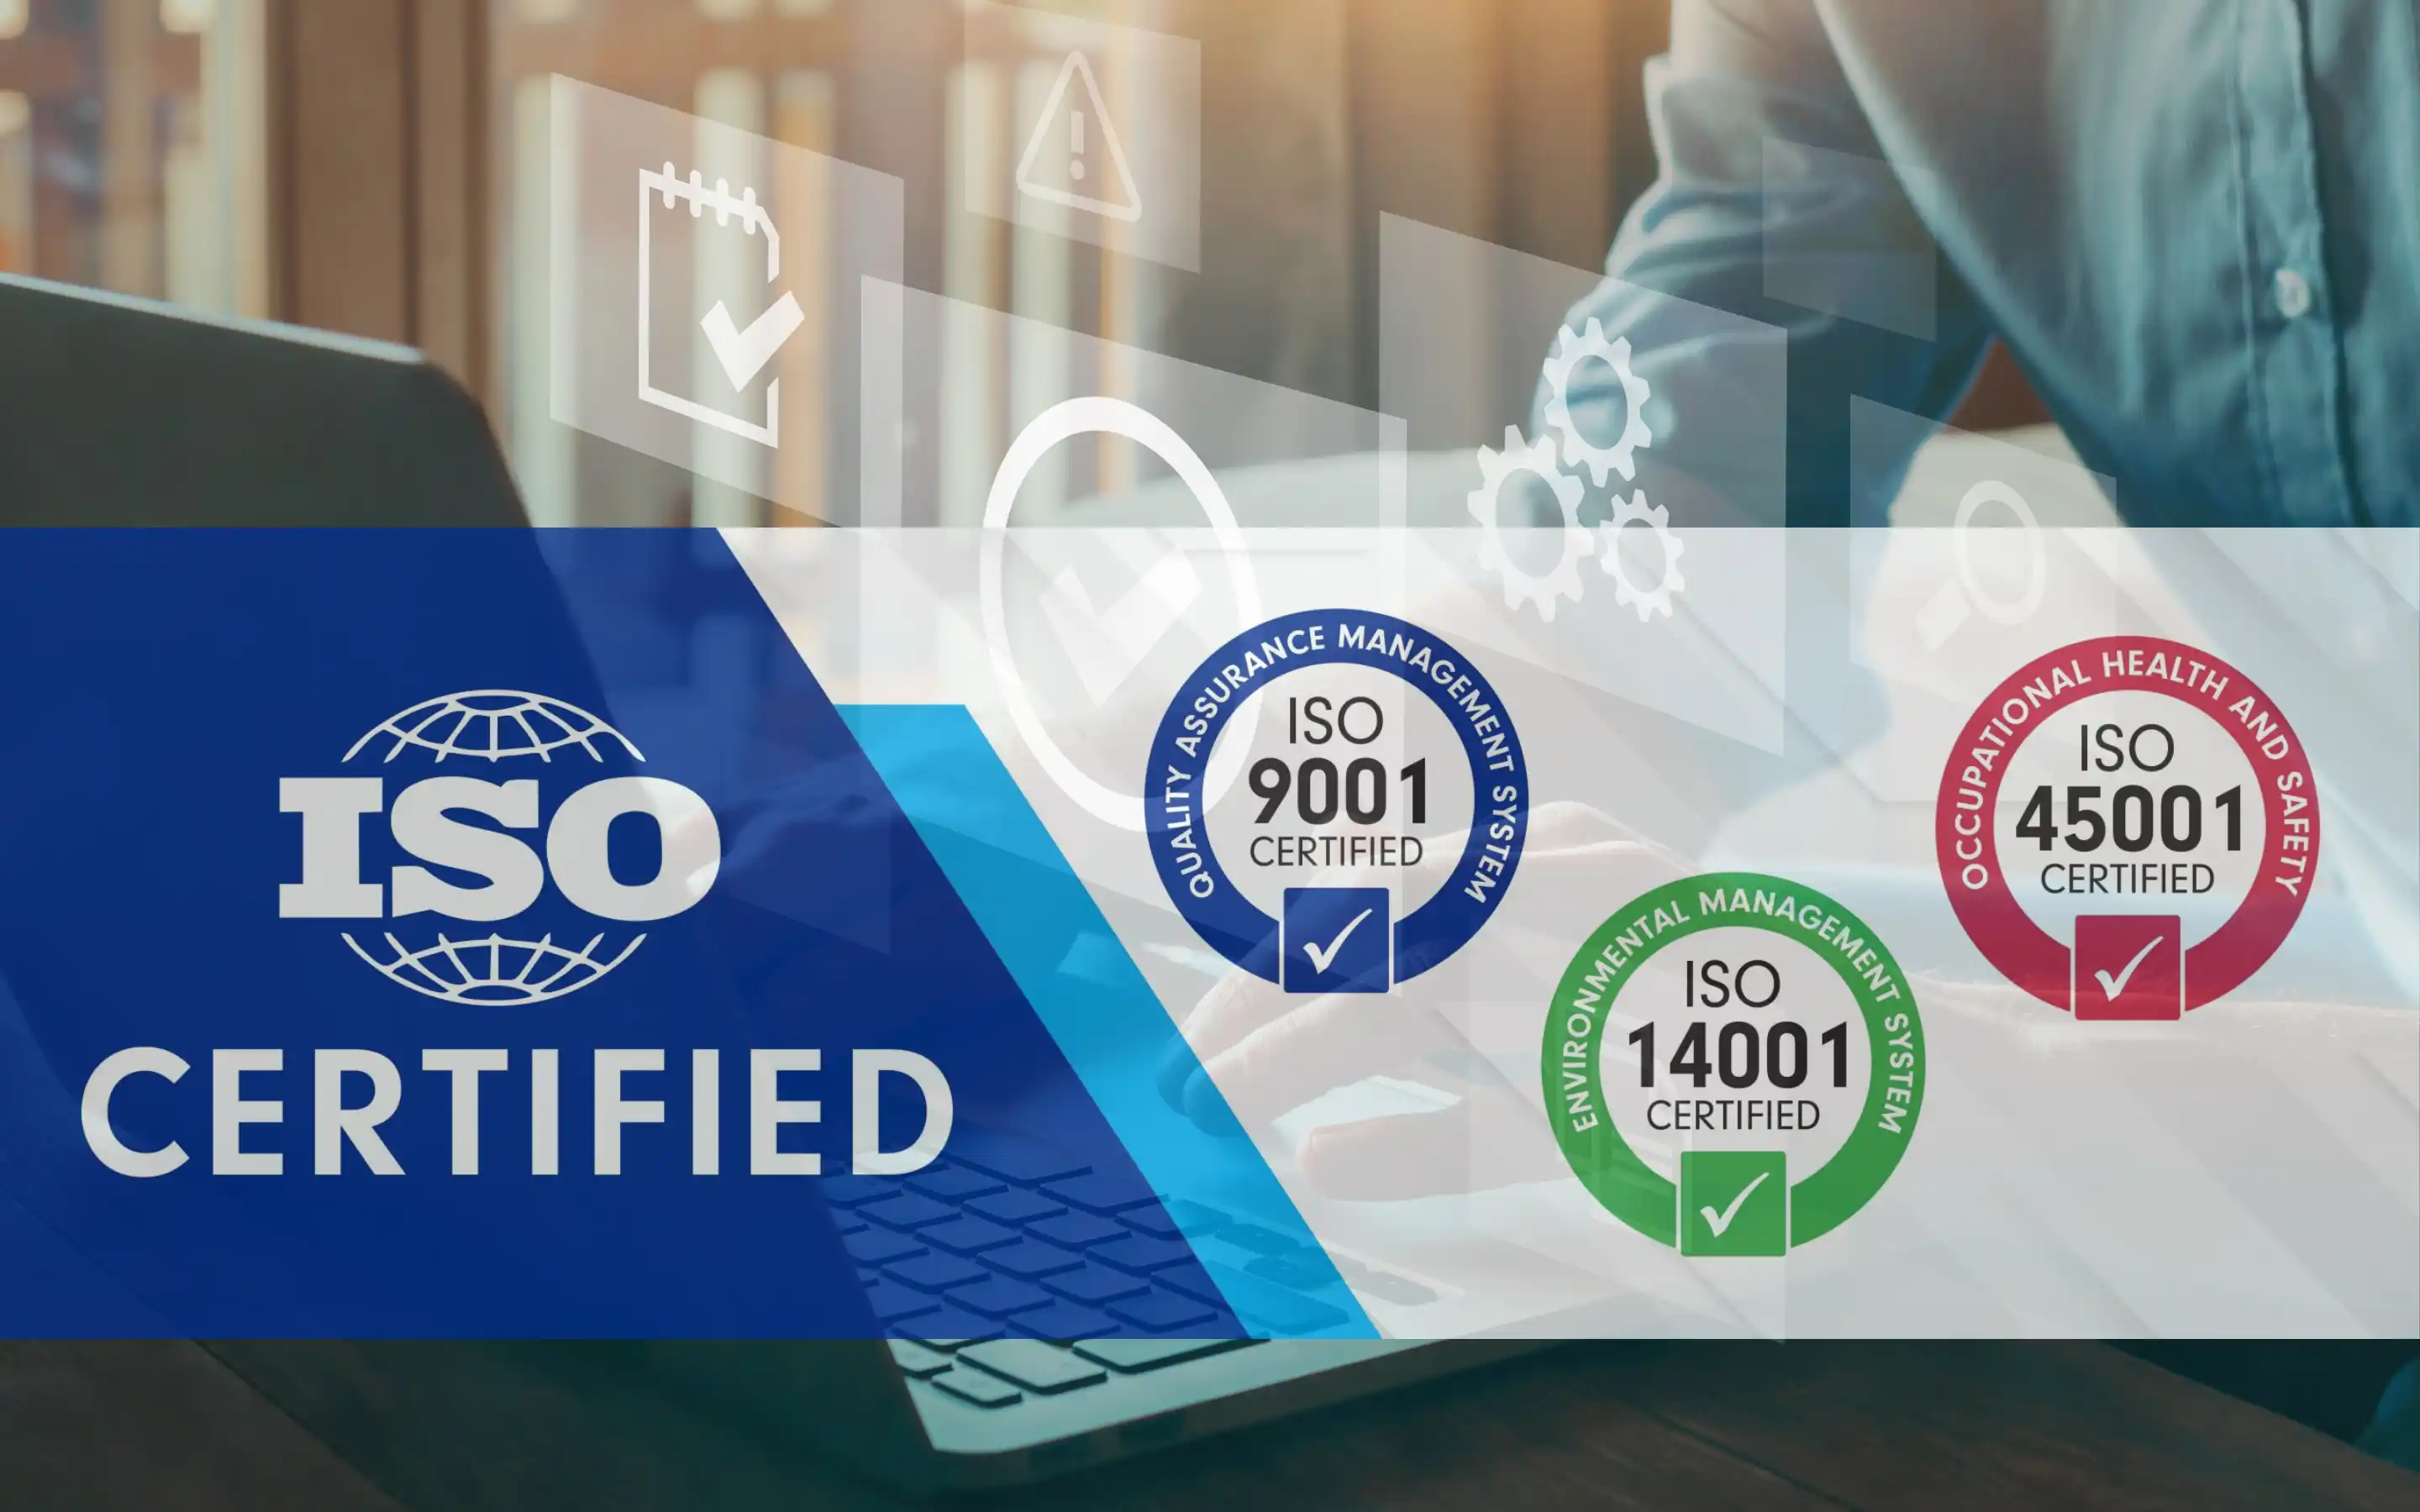 ISO
CERTIFIED
QUALITY ASSURANCE MANAGEMENT SYSTEM
ISO
9001
CERTIFIED
ENVIRONMENTAL MANAGEMENT SYSTEM
ISO
14001
CERTIFIED
OCCUPATIONAL HEALTH AND SAFETY
ISO
45001
CERTIFIED